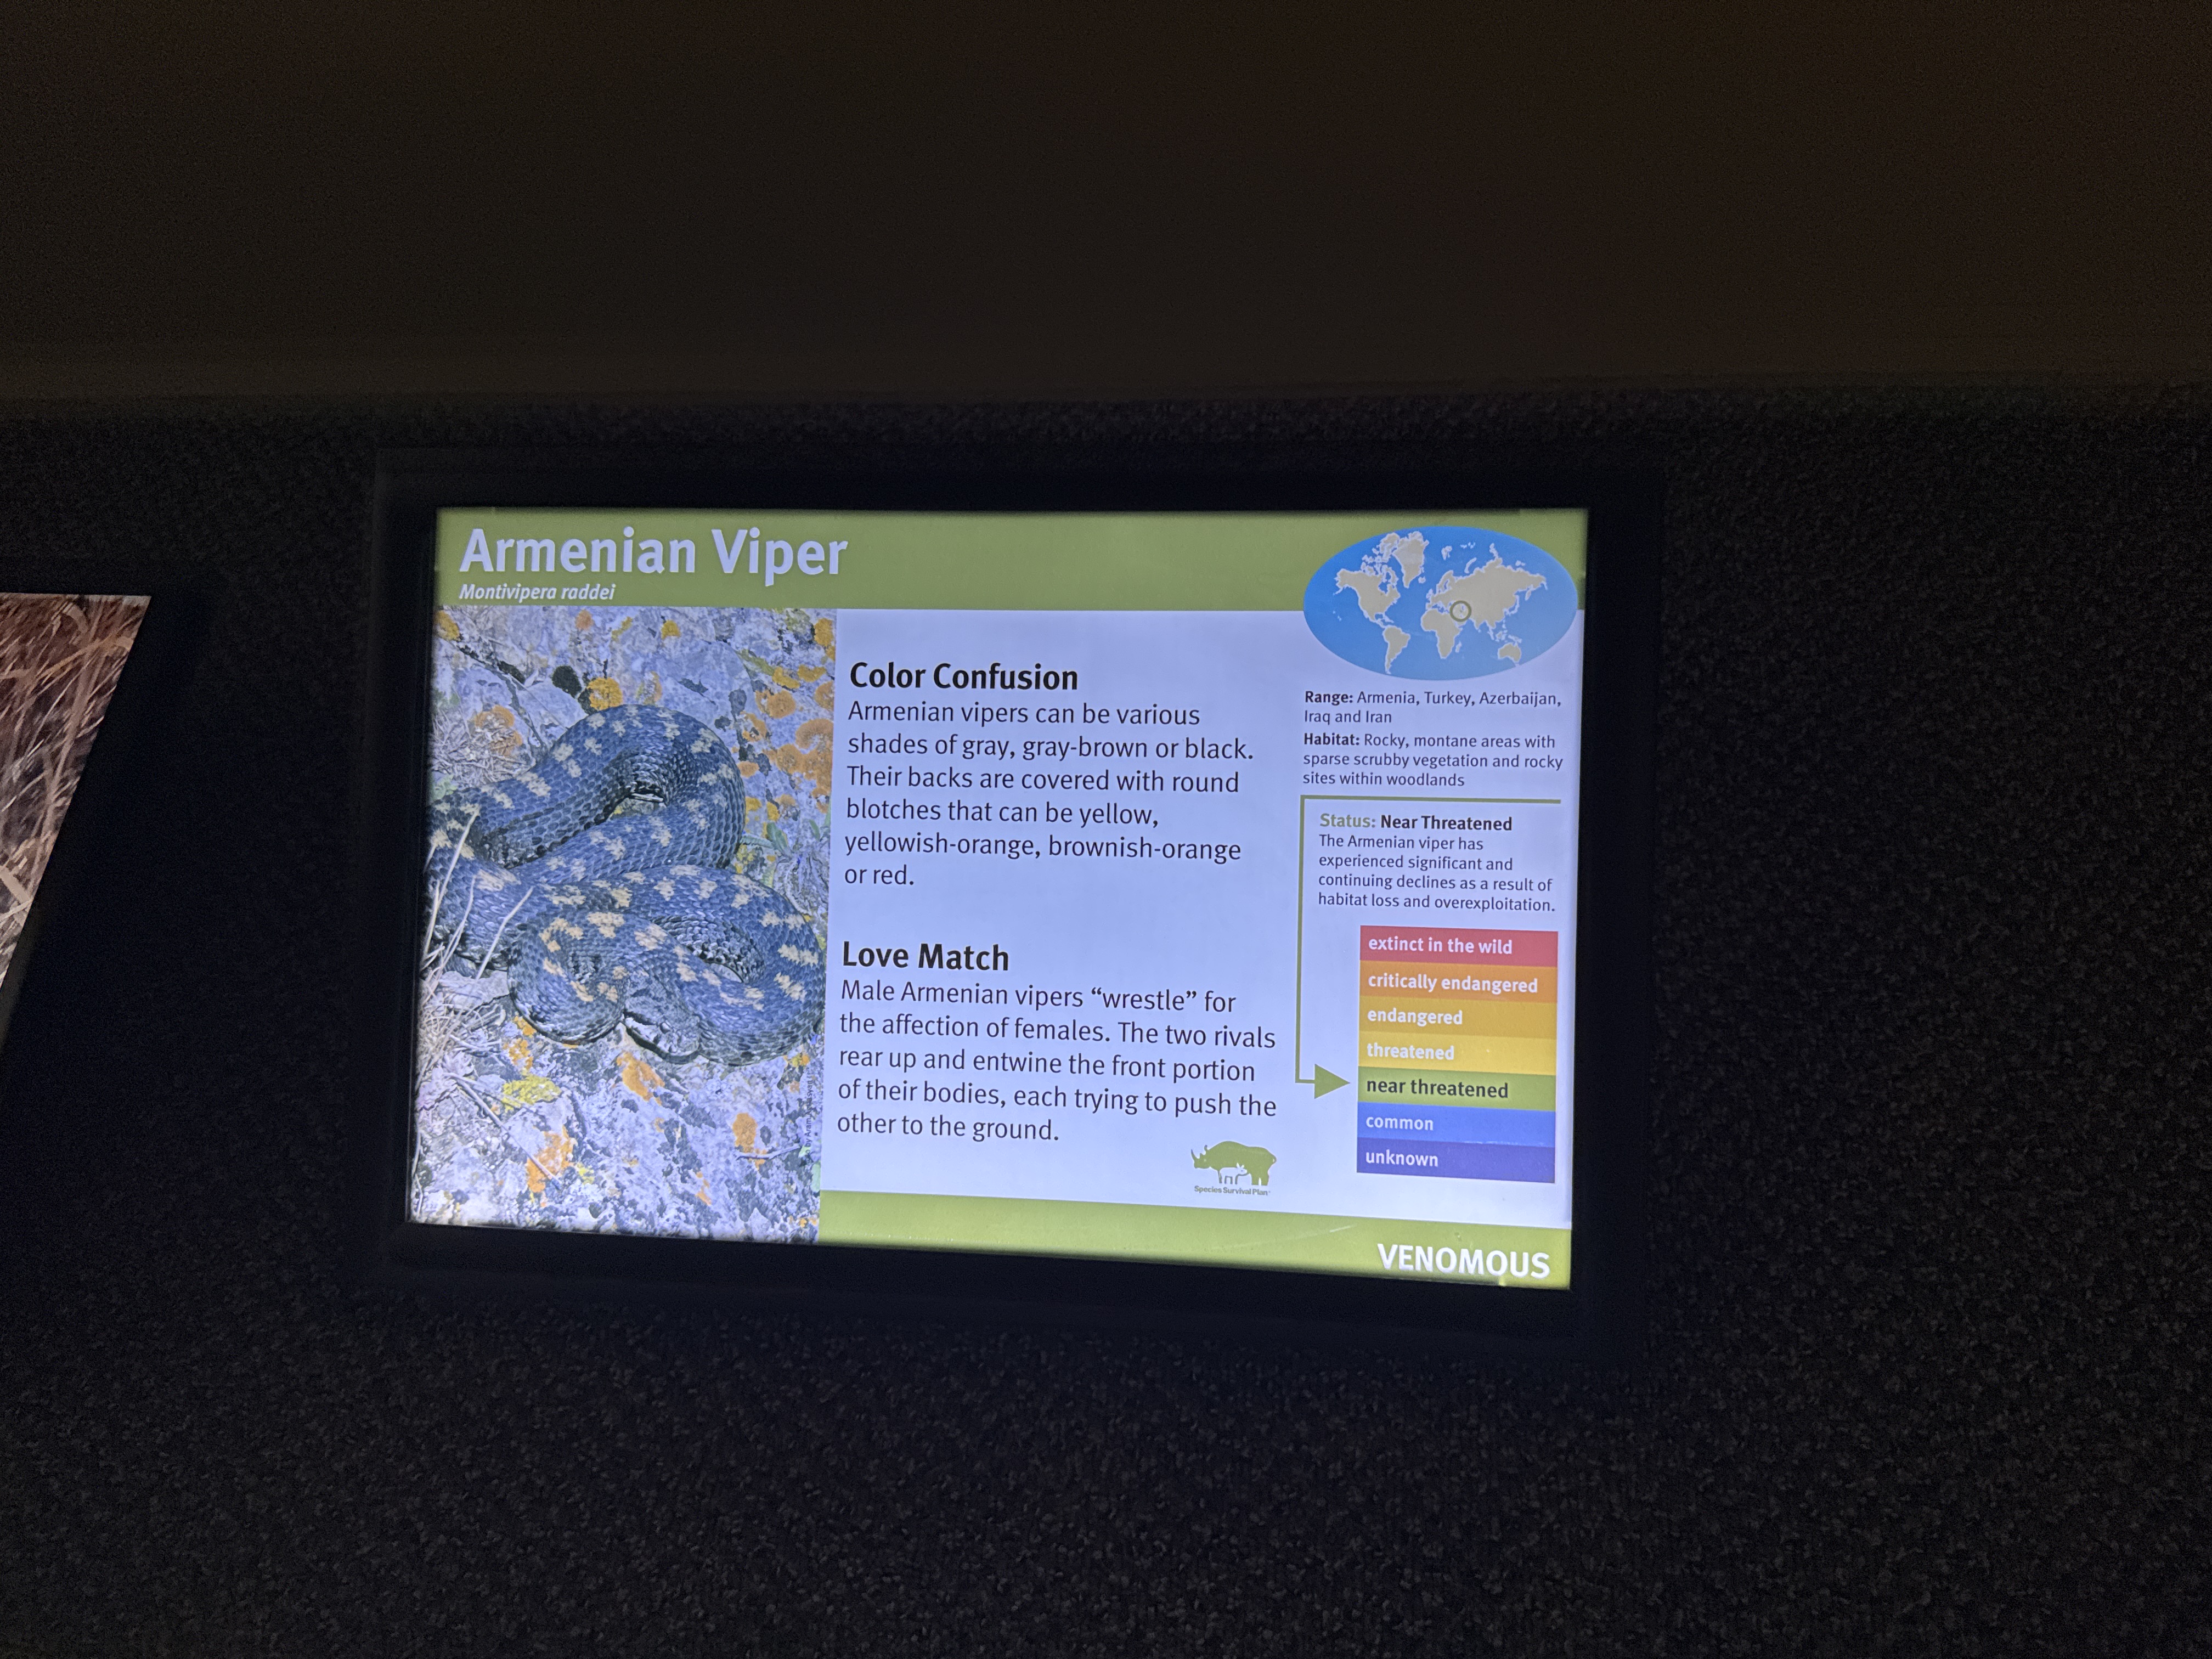 Armenian Viper
Montivipera raddei
Color Confusion
Armenian vipers can be various
shades of gray, gray-brown or black.
Their backs are covered with round
blotches that can be yellow,
yellowish-orange, brownish-orange
or red.
Love Match
Male Armenian vipers “wrestle” for
the affection of females. The two rivals
rear up and entwine the front portion
of their bodies, each trying to push the
other to the ground.
Species Survival Plan
Range: Armenia, Turkey, Azerbaijan,
Iraq and Iran
Habitat: Rocky, montane areas with
sparse scrubby vegetation and rocky
sites within woodlands
Status: Near Threatened
The Armenian viper has
experienced significant and
continuing declines as a result of
habitat loss and overexploitation.
extinct in the wild
critically endangered
endangered
threatened
near threatened
common
unknown
VENOMOUS